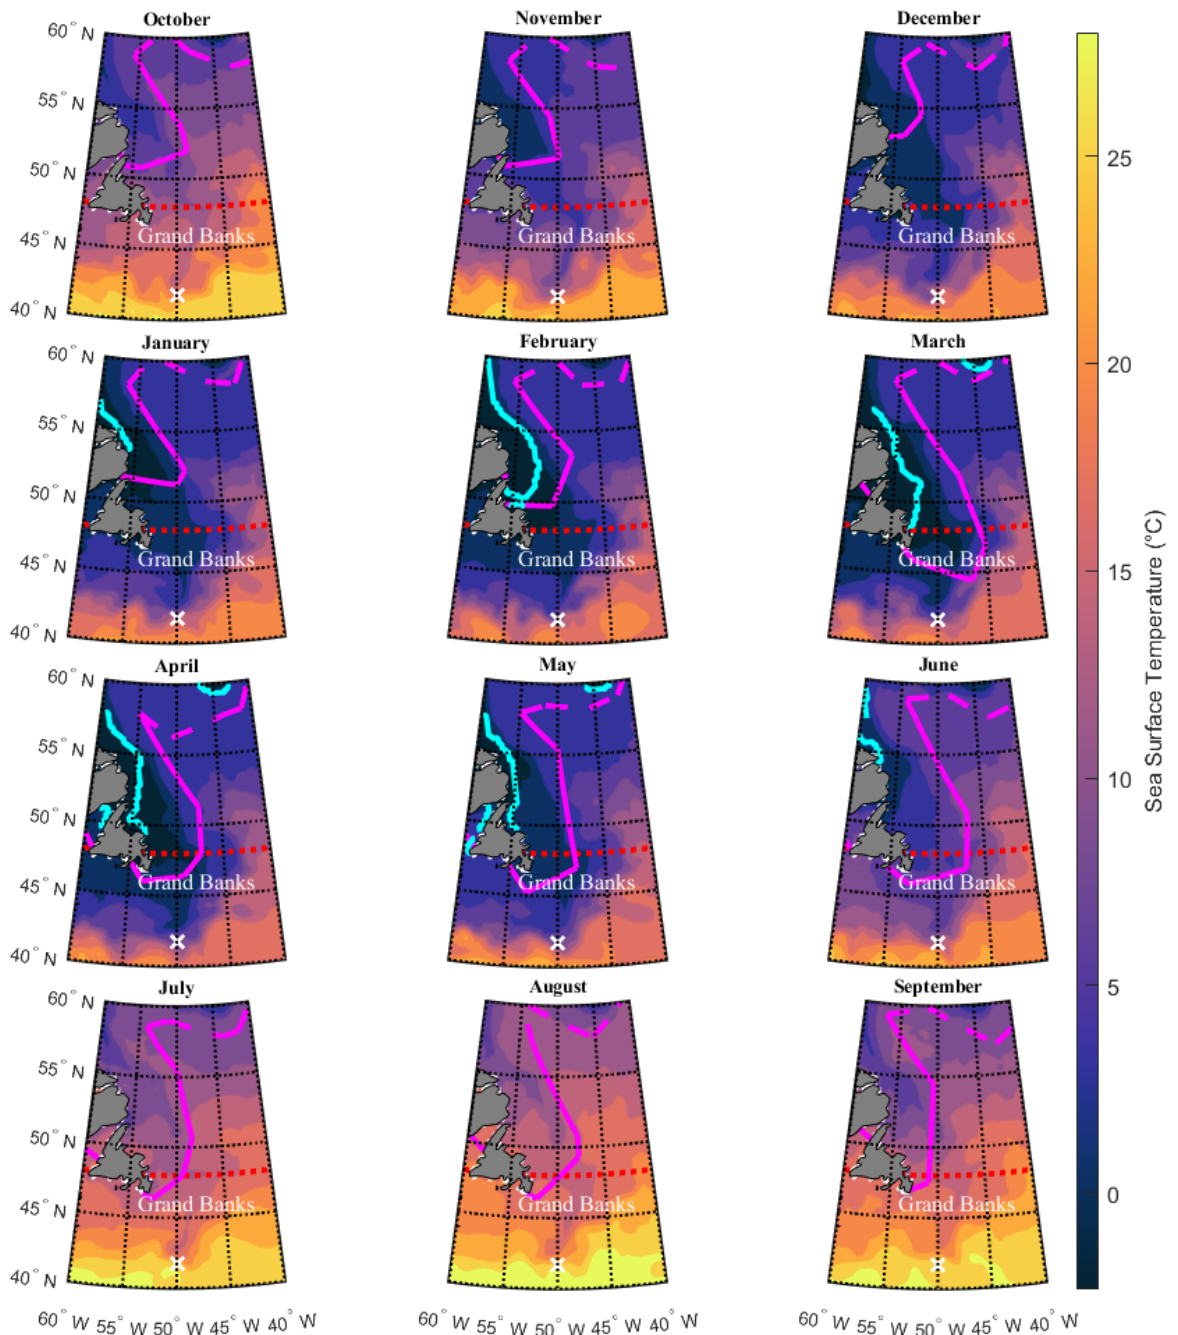 October November December
60° N
55° N
50° N
45° N
40° N
Grand Banks Grand Banks Grand Banks
January February March
60° N
55° N
50° N
45° N
40° N
Grand Banks Grand Banks Grand Banks
April May June
60° N
55° N
50° N
45° N
40° N
Grand Banks Grand Banks Grand Banks
July August September
60° N
55° N
50° N
45° N
40° N
Grand Banks Grand Banks Grand Banks
60° W 55° W 50° W 45° W 40° W 60° W 55° W 50° W 45° W 40° W 60° W 55° W 50° W 45° W 40° W
25
20
15
10
5
0
Sea Surface Temperature (°C)